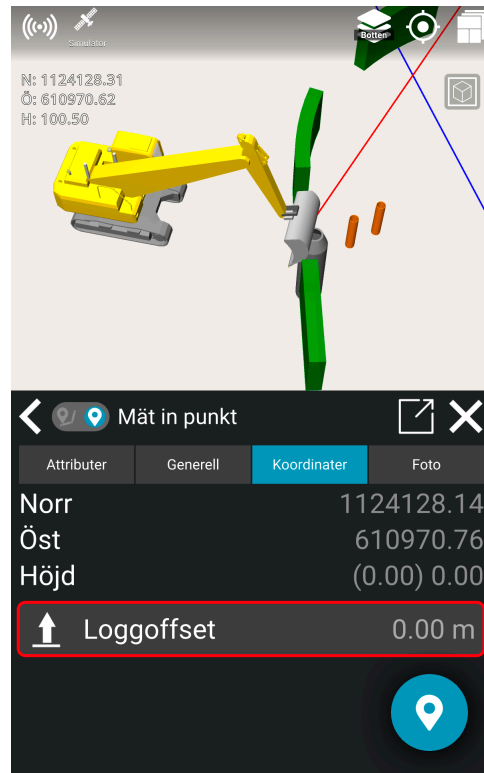 Simulator
Botten
N: 1124128.31
Ö: 610970.62
H: 100.50
Mät in punkt
Attributer Generell Koordinater Foto
Norr 1124128.14
Öst 610970.76
Höjd (0.00) 0.00
Loggoffset 0.00 m